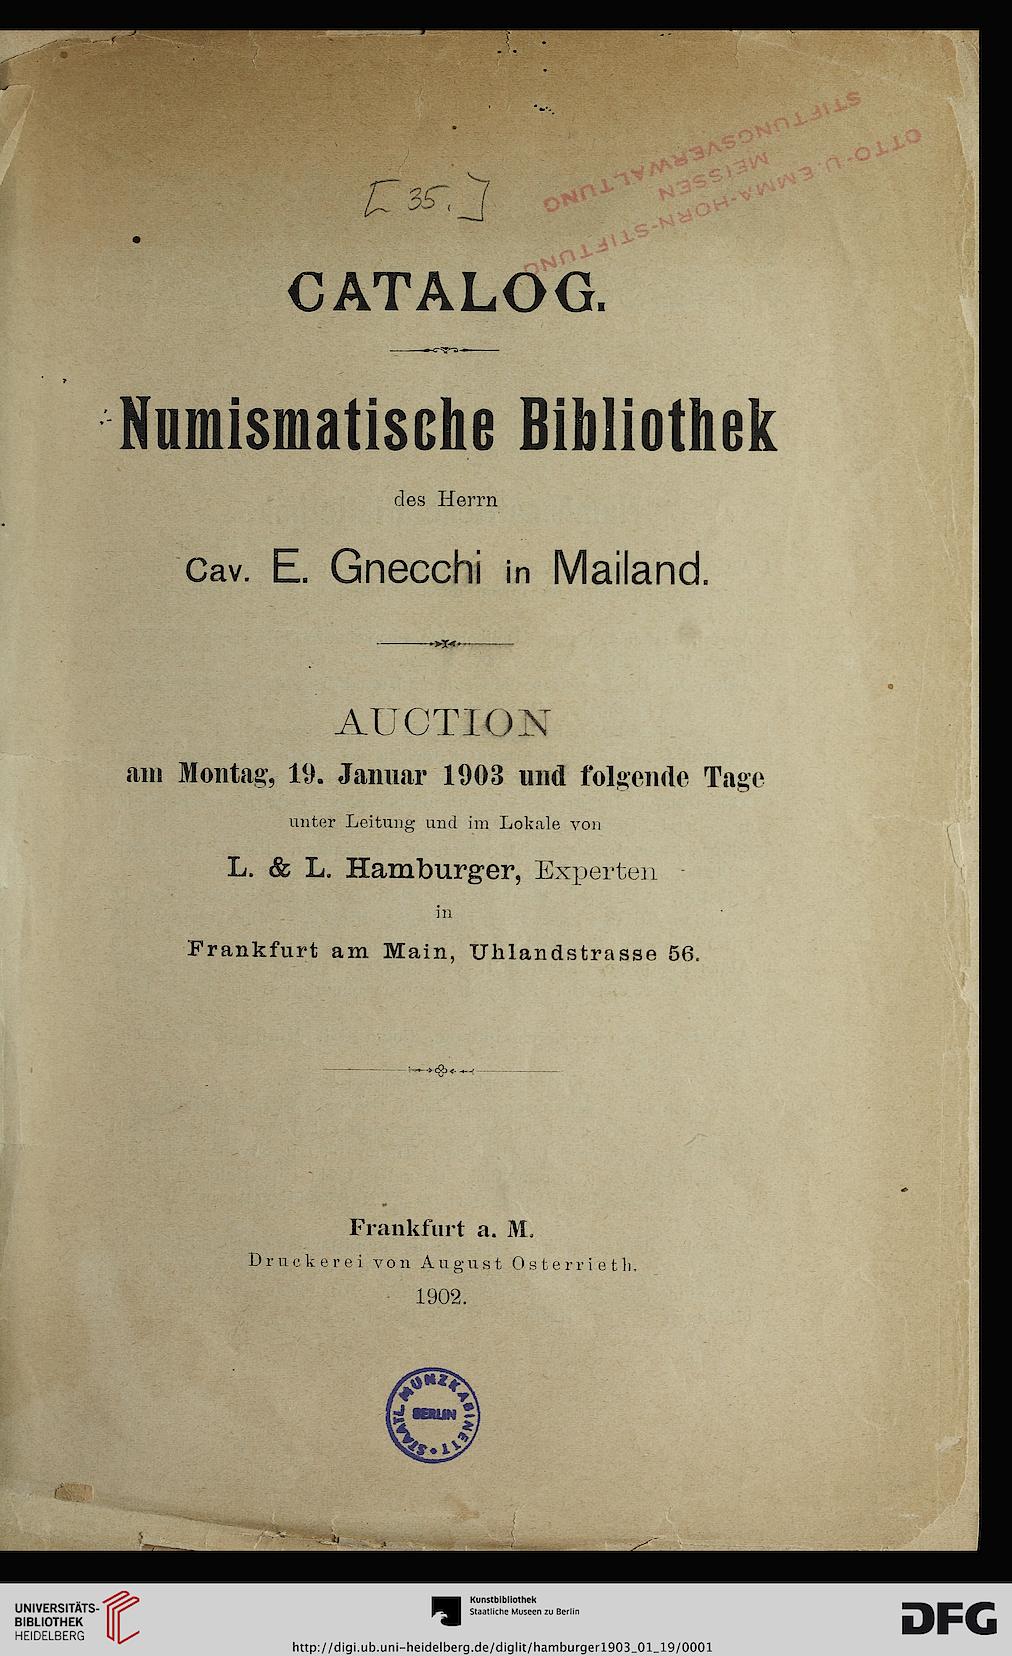 [35.]
STIFTUNGSVERWALTUNG
MEISSEN
OTTO-U.EMMA-HORN-STIFTUNG
CATALOG.
Numismatische Bibliothek
des Herrn
Cav. E. Gnecchi in Mailand.
AUCTION
am Montag, 19. Januar 1903 und folgende Tage
unter Leitung und im Lokale von
L. & L. Hamburger, Experten
in
Frankfurt am Main, Uhlandstrasse 56.
Frankfurt a. M.
Druckerei von August Osterrieth.
1902.
STAATL. MÜNZKABINETT
BERLIN
UNIVERSITÄTS-
BIBLIOTHEK
HEIDELBERG
Kunstbibliothek
Staatliche Museen zu Berlin
DFG
http://digi.ub.uni-heidelberg.de/diglit/hamburger1903_01_19/0001